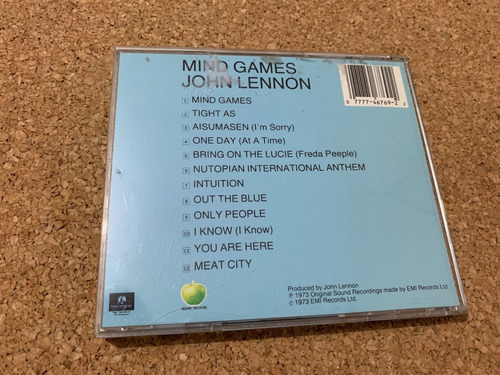 MIND GAMES
JOHN LENNON
1 MIND GAMES
2 TIGHT AS
3 AISUMASEN (I'm Sorry)
4 ONE DAY (At A Time)
5 BRING ON THE LUCIE (Freda Peeple)
6 NUTOPIAN INTERNATIONAL ANTHEM
7 INTUITION
8 OUT THE BLUE
9 ONLY PEOPLE
10 I KNOW (I Know)
11 YOU ARE HERE
12 MEAT CITY
0 7777-46769-2 2
APPLE RECORDS
Produced by John Lennon
℗ 1973 Original Sound Recordings made by EMI Records Ltd.
© 1973 EMI Records Ltd.